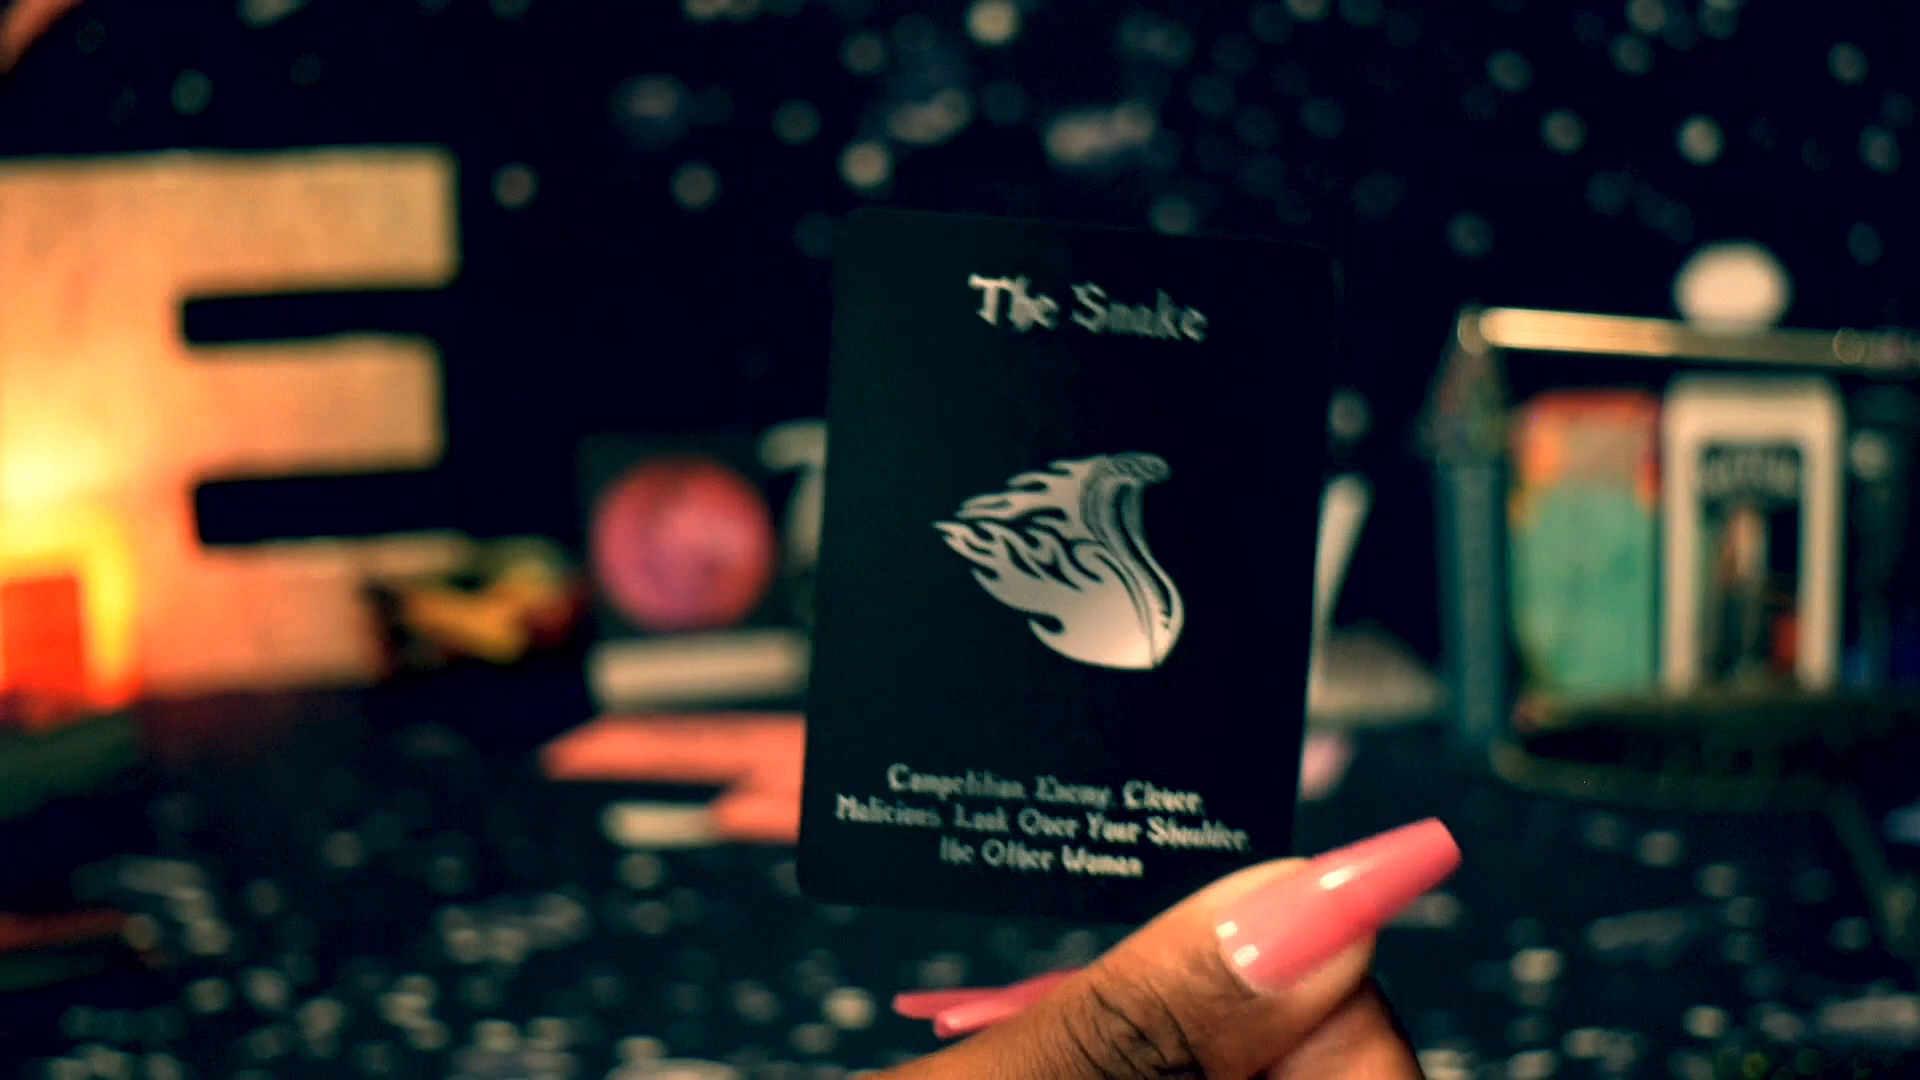 E
The Snake
Competition, Enemy, Clever,
Malicious, Look Over Your Shoulder,
the Other Woman